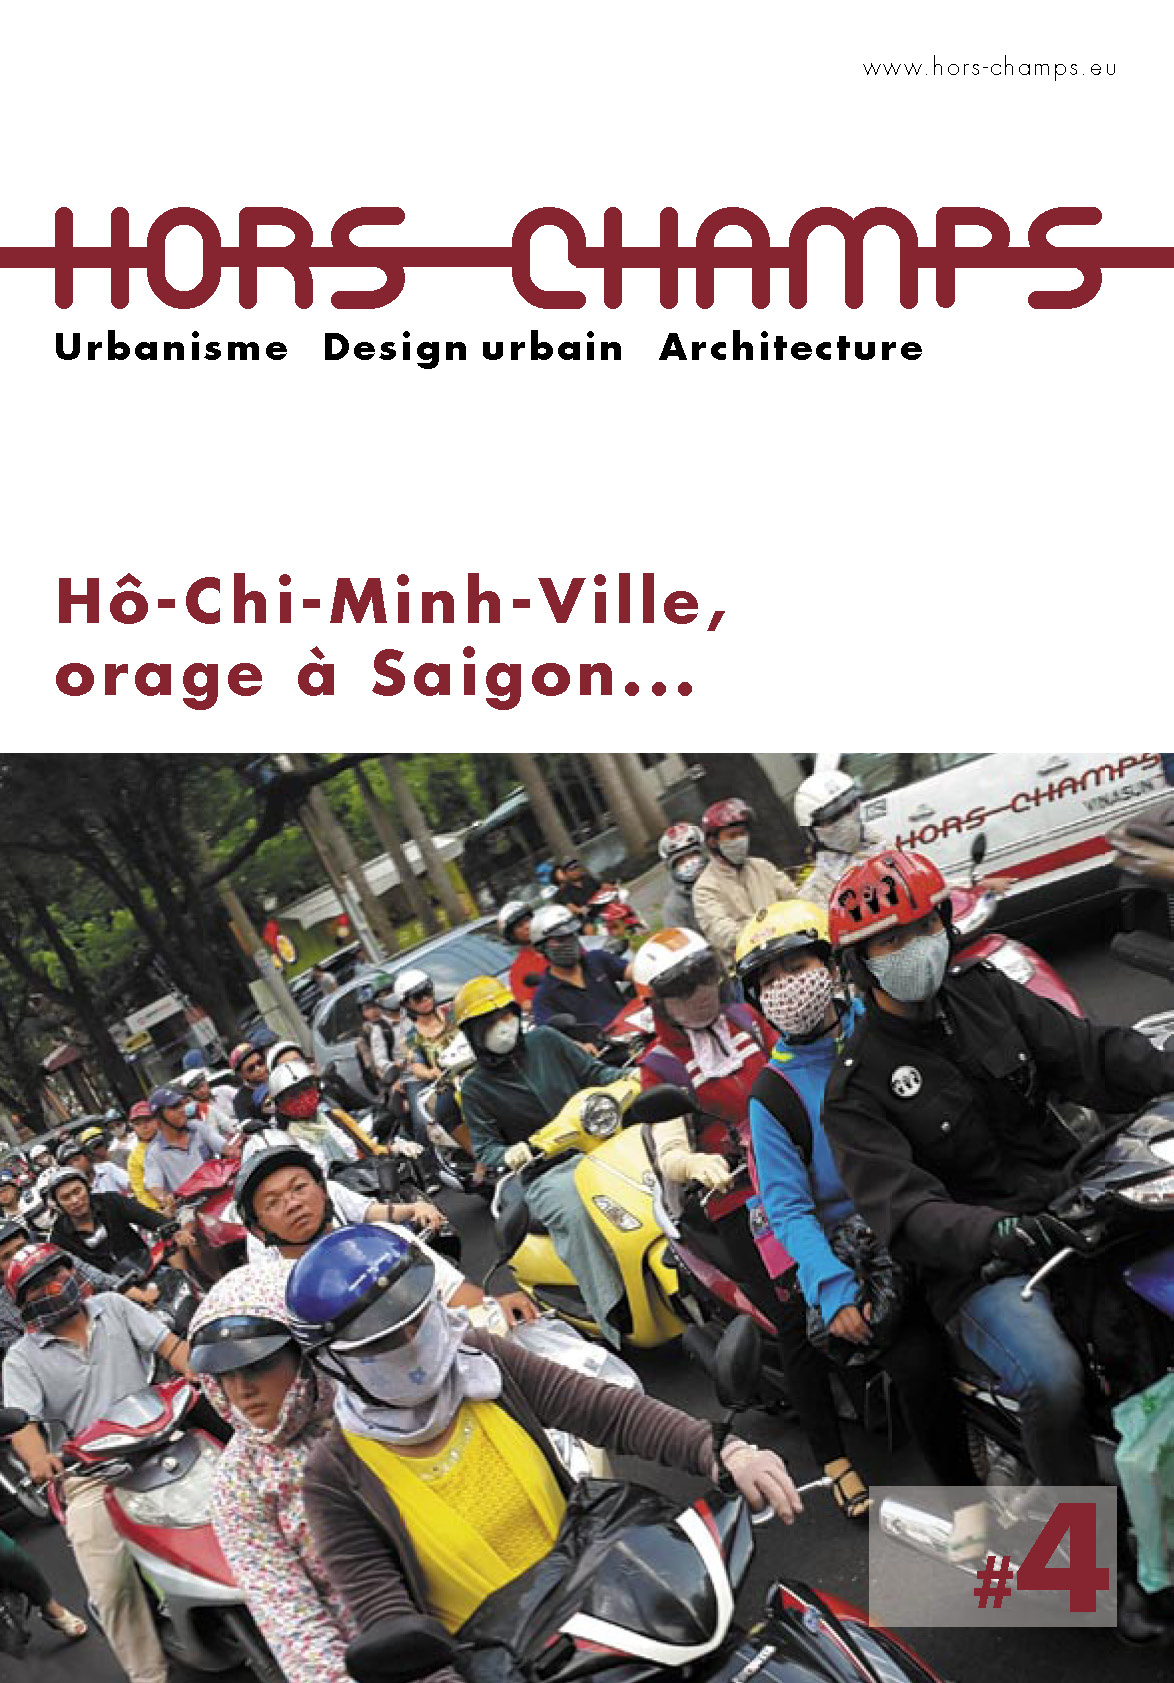 www.hors-champs.eu
HORS CHAMPS
Urbanisme Design urbain Architecture
Hô-Chi-Minh-Ville,
orage à Saigon...
HORS CHAMPS
VINASUN
#4